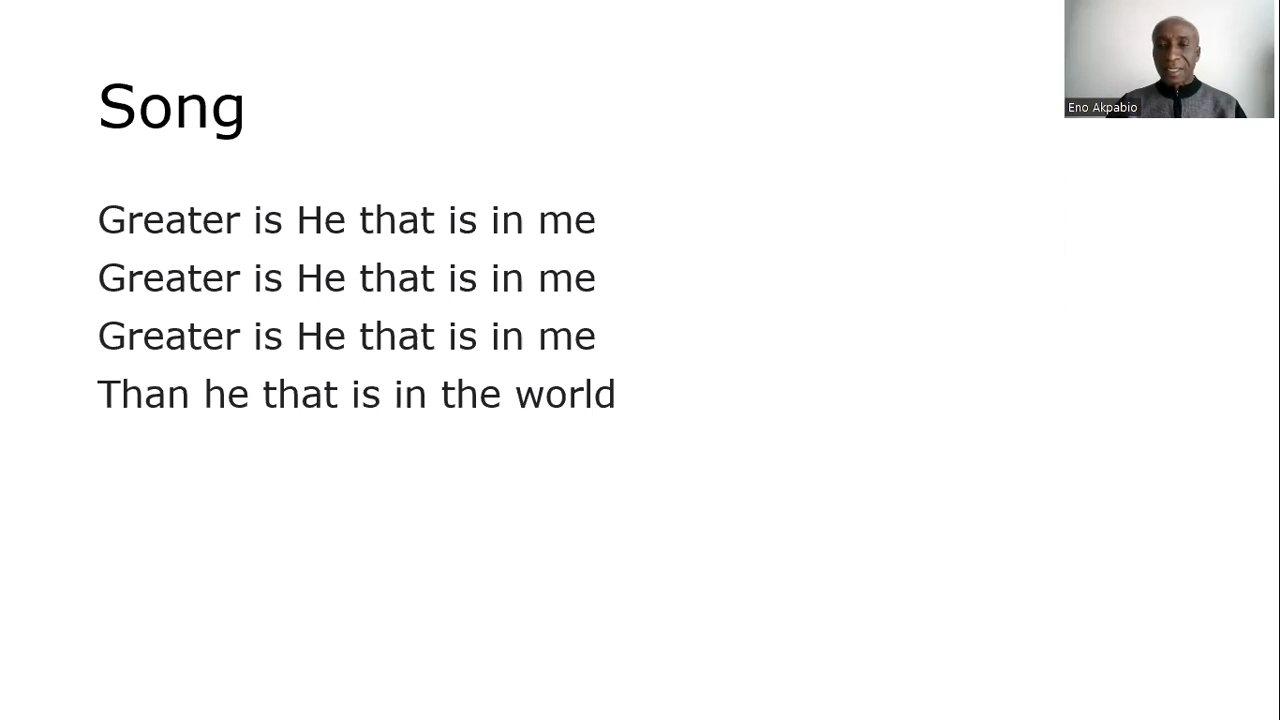 Song
Eno Akpabio
Greater is He that is in me
Greater is He that is in me
Greater is He that is in me
Than he that is in the world